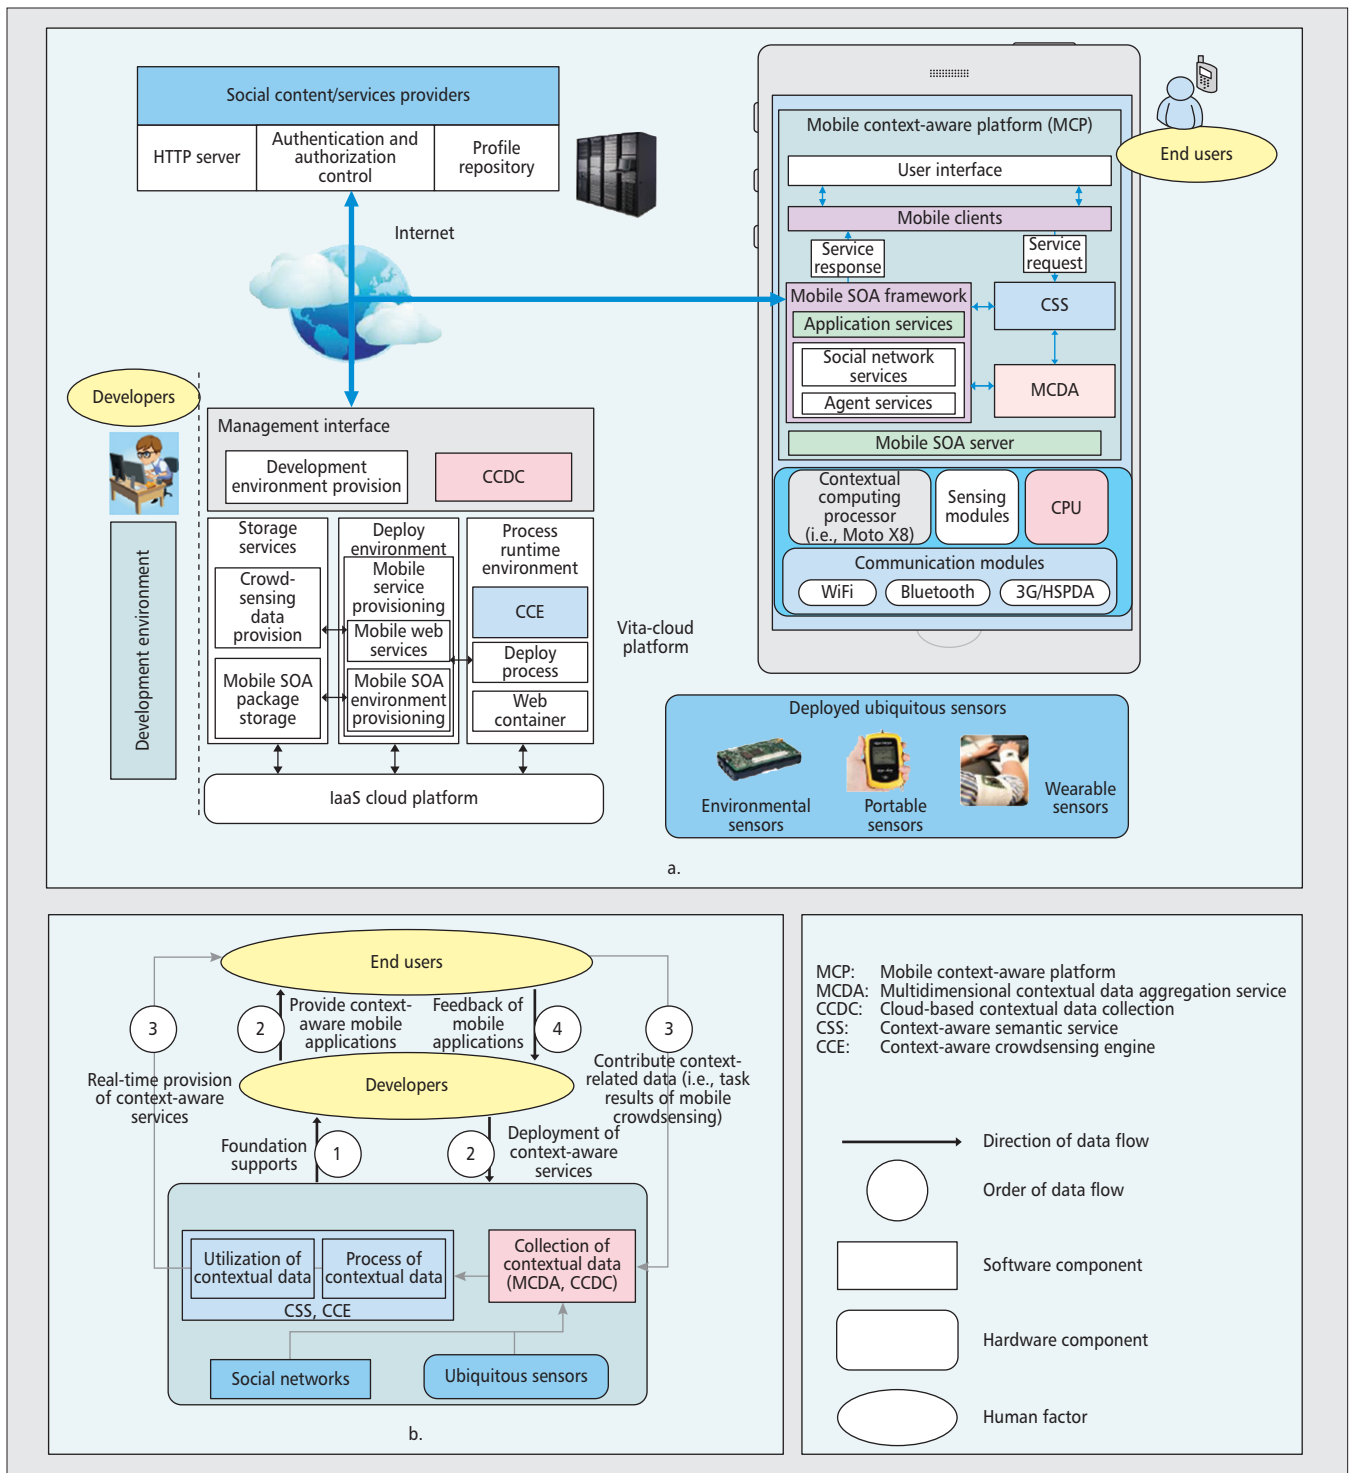 Social content/services providers
HTTP server
Authentication and
authorization
control
Profile
repository
Internet
Mobile context-aware platform (MCP)
End users
User interface
Mobile clients
Service
response
Service
request
Mobile SOA framework
Application services
Social network
services
Agent services
CSS
MCDA
Mobile SOA server
Contextual
computing
processor
(i.e., Moto X8)
Sensing
modules
CPU
Communication modules
WiFi
Bluetooth
3G/HSPDA
Developers
Development environment
Management interface
Development
environment provision
CCDC
Storage
services
Crowd-
sensing
data
provision
Mobile SOA
package
storage
Deploy
environment
Mobile
service
provisioning
Mobile web
services
Mobile SOA
environment
provisioning
Process
runtime
environment
CCE
Deploy
process
Web
container
Vita-cloud
platform
IaaS cloud platform
Deployed ubiquitous sensors
Environmental
sensors
Portable
sensors
Wearable
sensors
a.
End users
3
2
Provide context-
aware mobile
applications
Feedback of
mobile
applications
4
3
Real-time provision
of context-aware
services
Developers
Contribute context-
related data (i.e., task
results of mobile
crowdsensing)
Foundation
supports
1
2
Deployment of
context-aware
services
Utilization of
contextual data
Process of
contextual data
CSS, CCE
Collection of
contextual data
(MCDA, CCDC)
Social networks
Ubiquitous sensors
b.
MCP: Mobile context-aware platform
MCDA: Multidimensional contextual data aggregation service
CCDC: Cloud-based contextual data collection
CSS: Context-aware semantic service
CCE: Context-aware crowdsensing engine
Direction of data flow
Order of data flow
Software component
Hardware component
Human factor